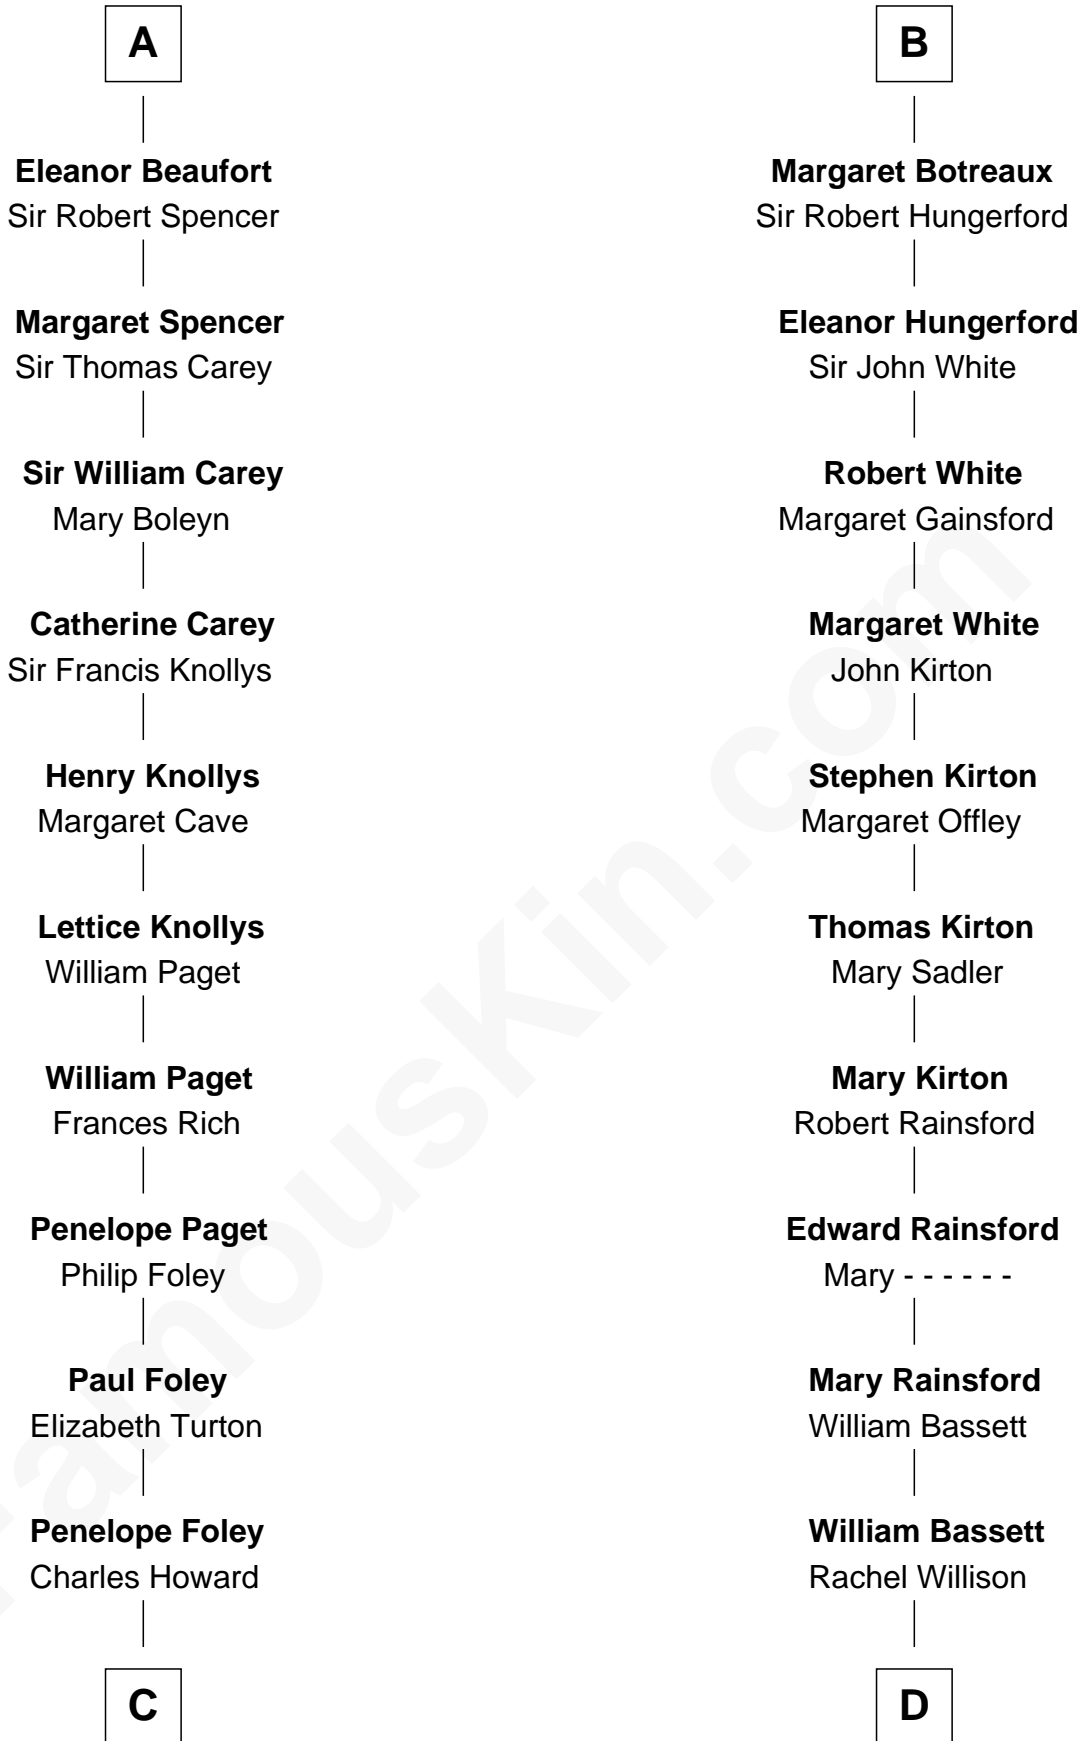 A
Eleanor Beaufort
Sir Robert Spencer
Margaret Spencer
Sir Thomas Carey
Sir William Carey
Mary Boleyn
Catherine Carey
Sir Francis Knollys
Henry Knollys
Margaret Cave
Lettice Knollys
William Paget
William Paget
Frances Rich
Penelope Paget
Philip Foley
Paul Foley
Elizabeth Turton
Penelope Foley
Charles Howard
C
B
Margaret Botreaux
Sir Robert Hungerford
Eleanor Hungerford
Sir John White
Robert White
Margaret Gainsford
Margaret White
John Kirton
Stephen Kirton
Margaret Offley
Thomas Kirton
Mary Sadler
Mary Kirton
Robert Rainsford
Edward Rainsford
Mary - - - - - -
Mary Rainsford
William Bassett
William Bassett
Rachel Willison
D
FamousKin.com